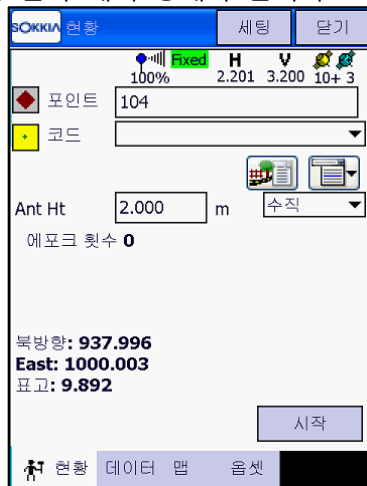 SOKKIA 현황 세팅 닫기
Fixed H V
100% 2.201 3.200 10+ 3
포인트 104
코드
Ant Ht 2.000 m 수직
에포크 횟수 0
북방향: 937.996
East: 1000.003
표고: 9.892
시작
현황 데이터 맵 옵셋